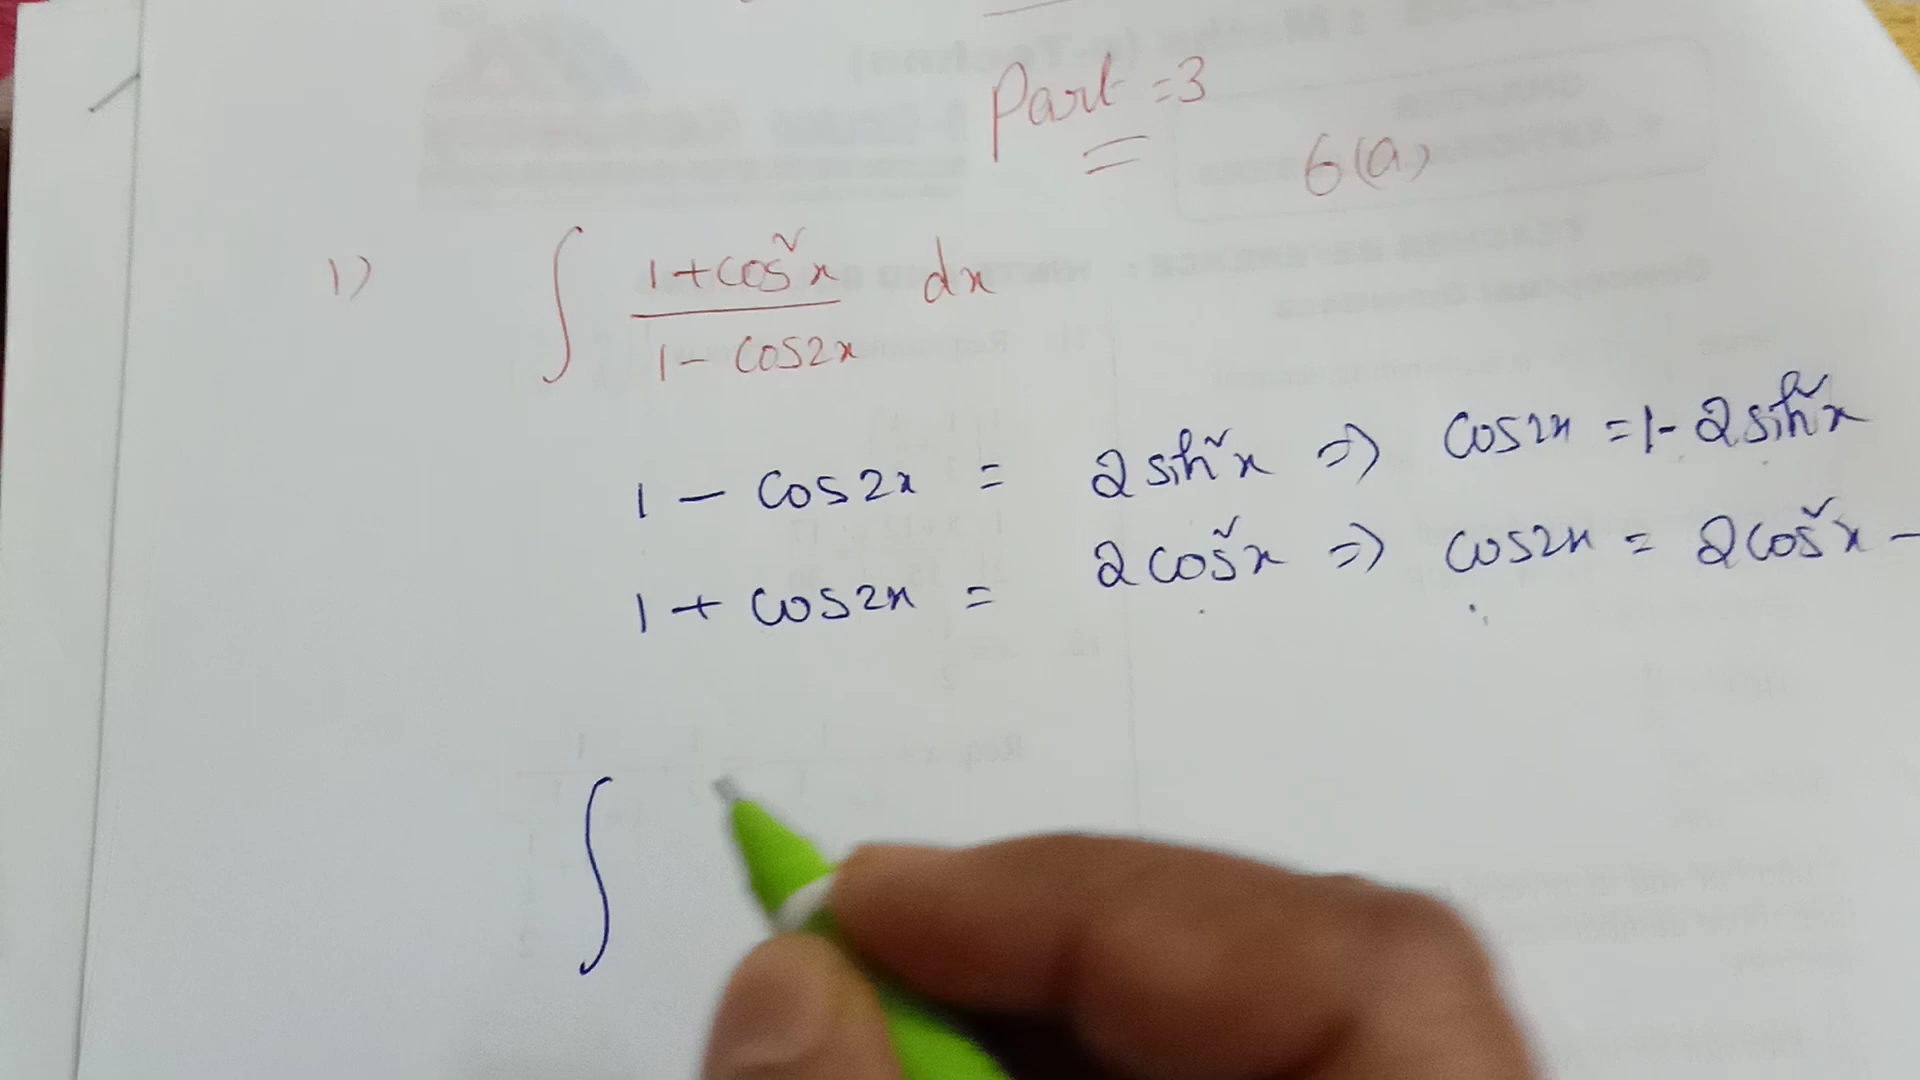 Part = 3
6(a)
1) ∫ 1+cos²x / 1-cos2x dx
1 - cos2x = 2sin²x ⇒ cos2x = 1-2sin²x
1 + cos2x = 2cos²x ⇒ cos2x = 2cos²x -
∫